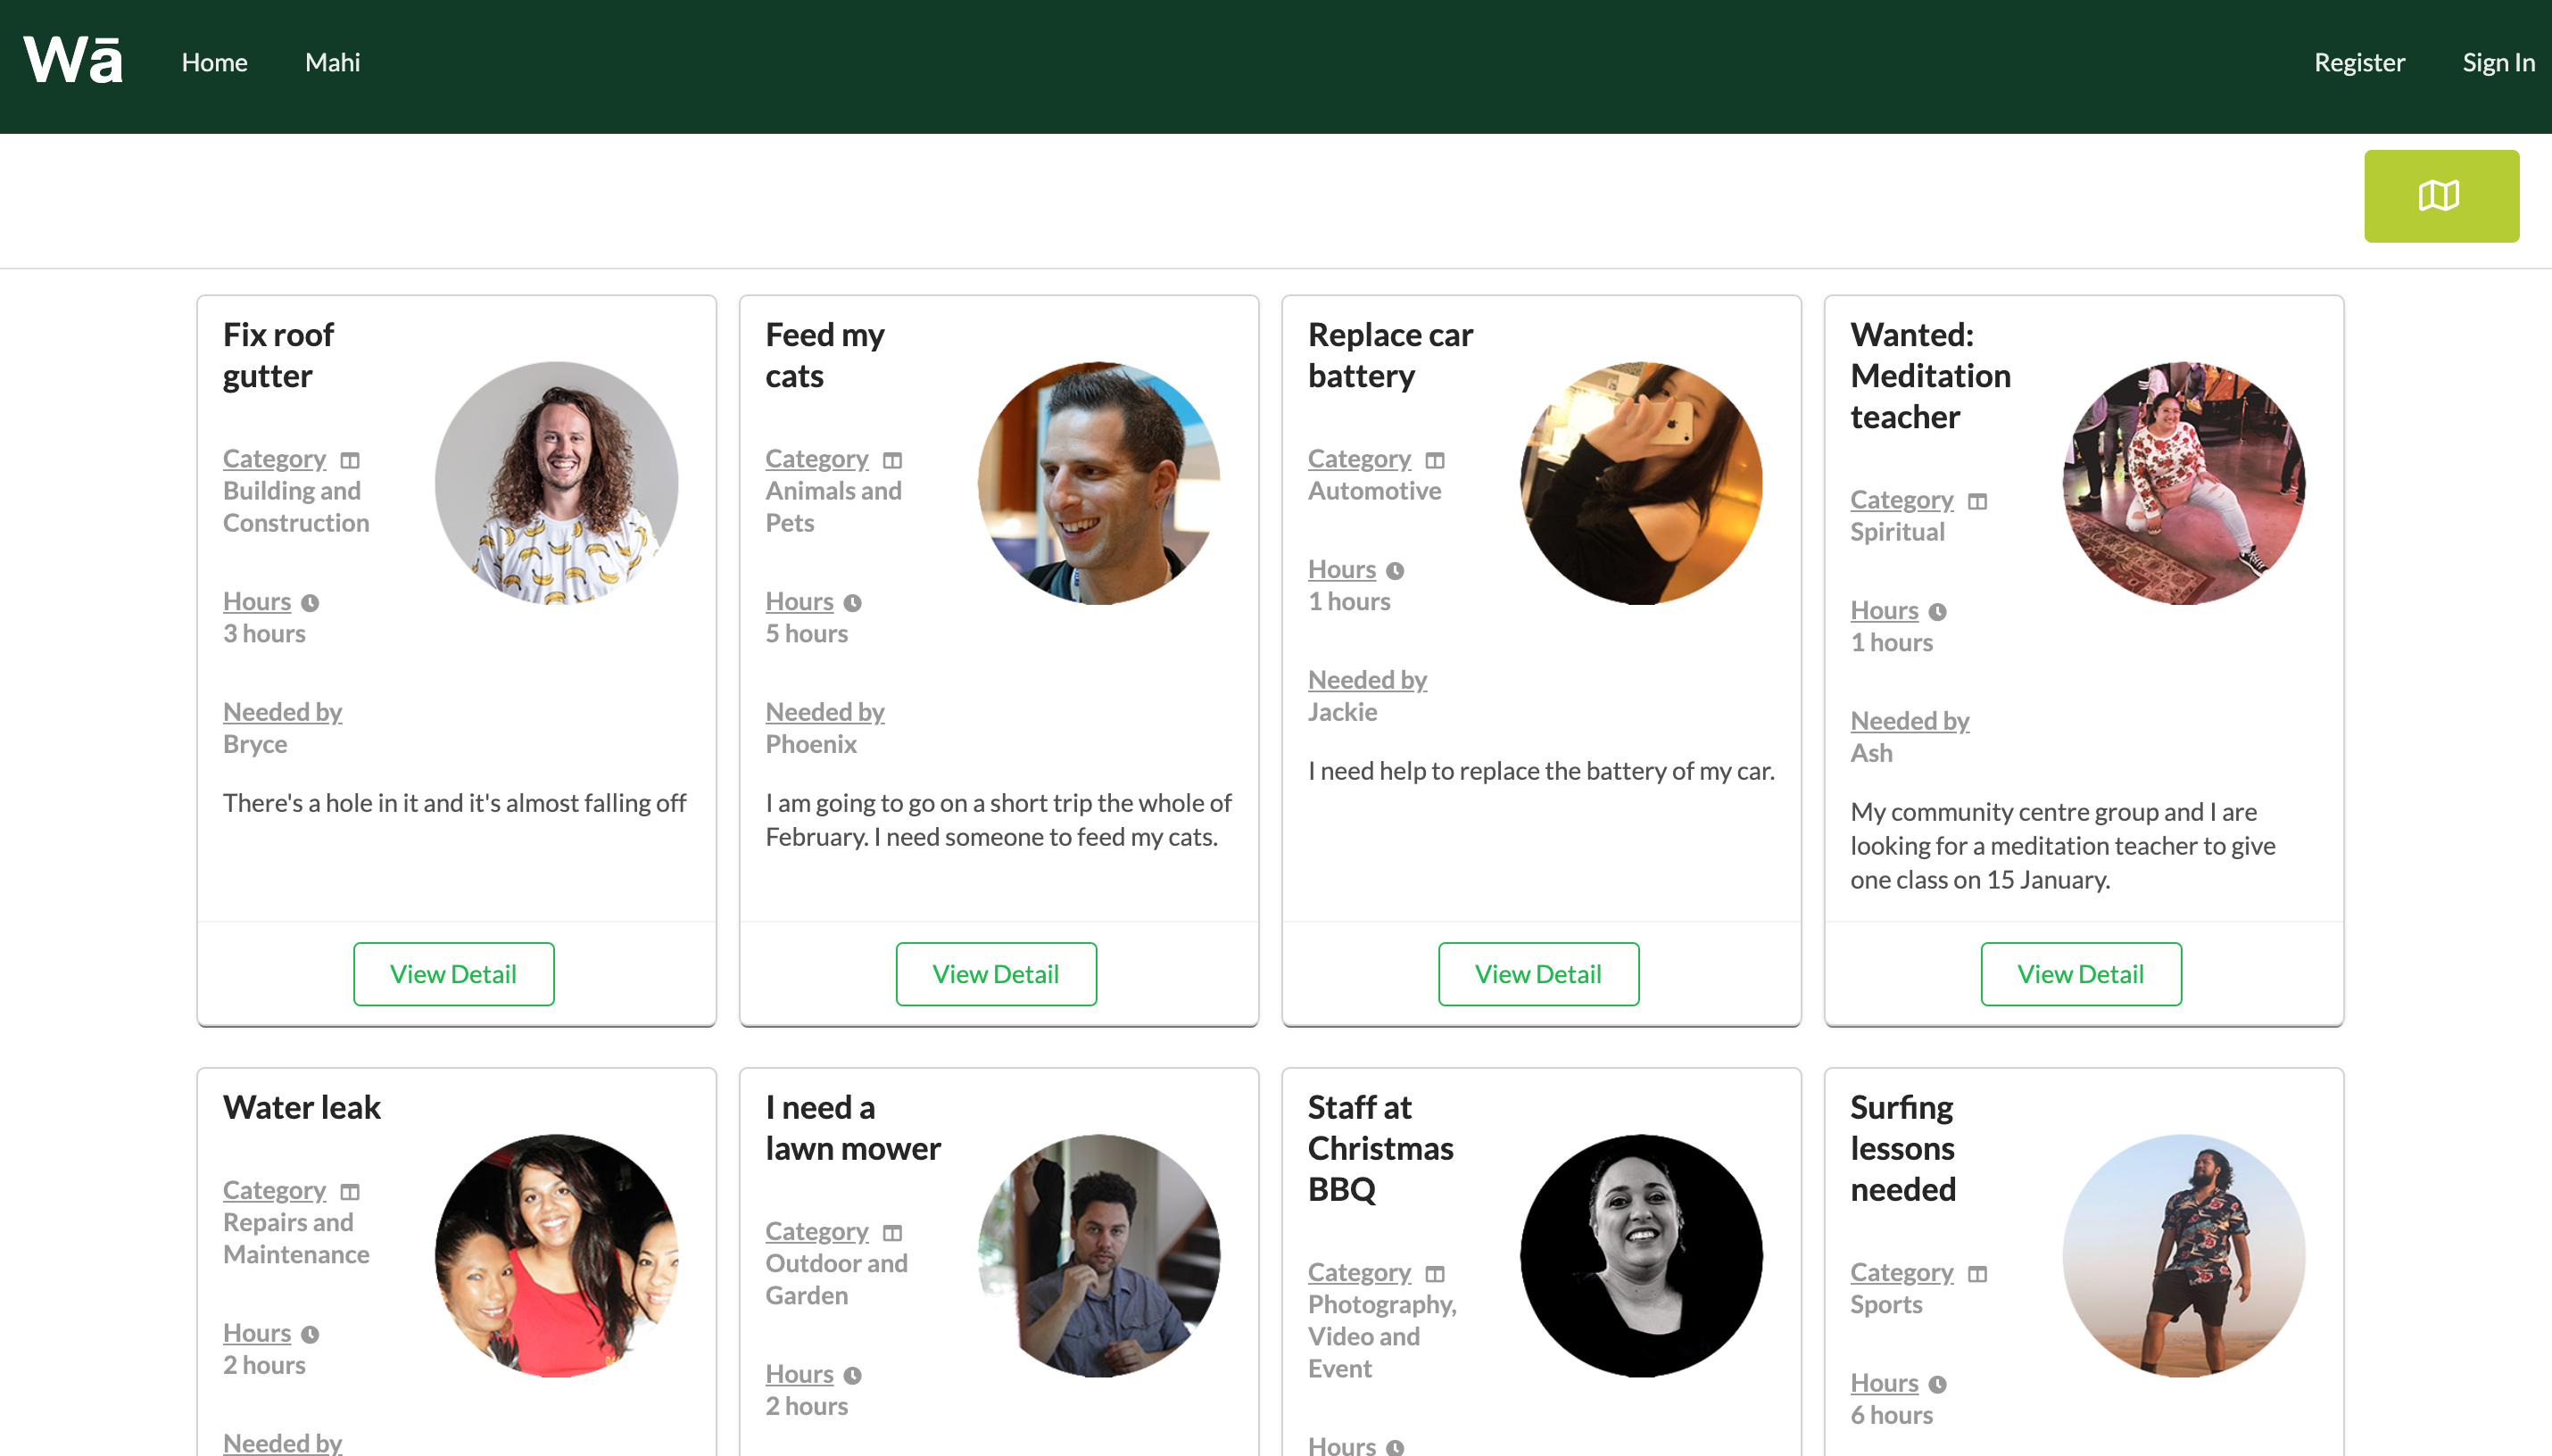 Wā
Home
Mahi
Register
Sign In
Fix roof
gutter
Category
Building and
Construction
Hours
3 hours
Needed by
Bryce
There's a hole in it and it's almost falling off
View Detail
Feed my
cats
Category
Animals and
Pets
Hours
5 hours
Needed by
Phoenix
I am going to go on a short trip the whole of
February. I need someone to feed my cats.
View Detail
Replace car
battery
Category
Automotive
Hours
1 hours
Needed by
Jackie
I need help to replace the battery of my car.
View Detail
Wanted:
Meditation
teacher
Category
Spiritual
Hours
1 hours
Needed by
Ash
My community centre group and I are
looking for a meditation teacher to give
one class on 15 January.
View Detail
Water leak
Category
Repairs and
Maintenance
Hours
2 hours
Needed by
I need a
lawn mower
Category
Outdoor and
Garden
Hours
2 hours
Staff at
Christmas
BBQ
Category
Photography,
Video and
Event
Hours
Surfing
lessons
needed
Category
Sports
Hours
6 hours